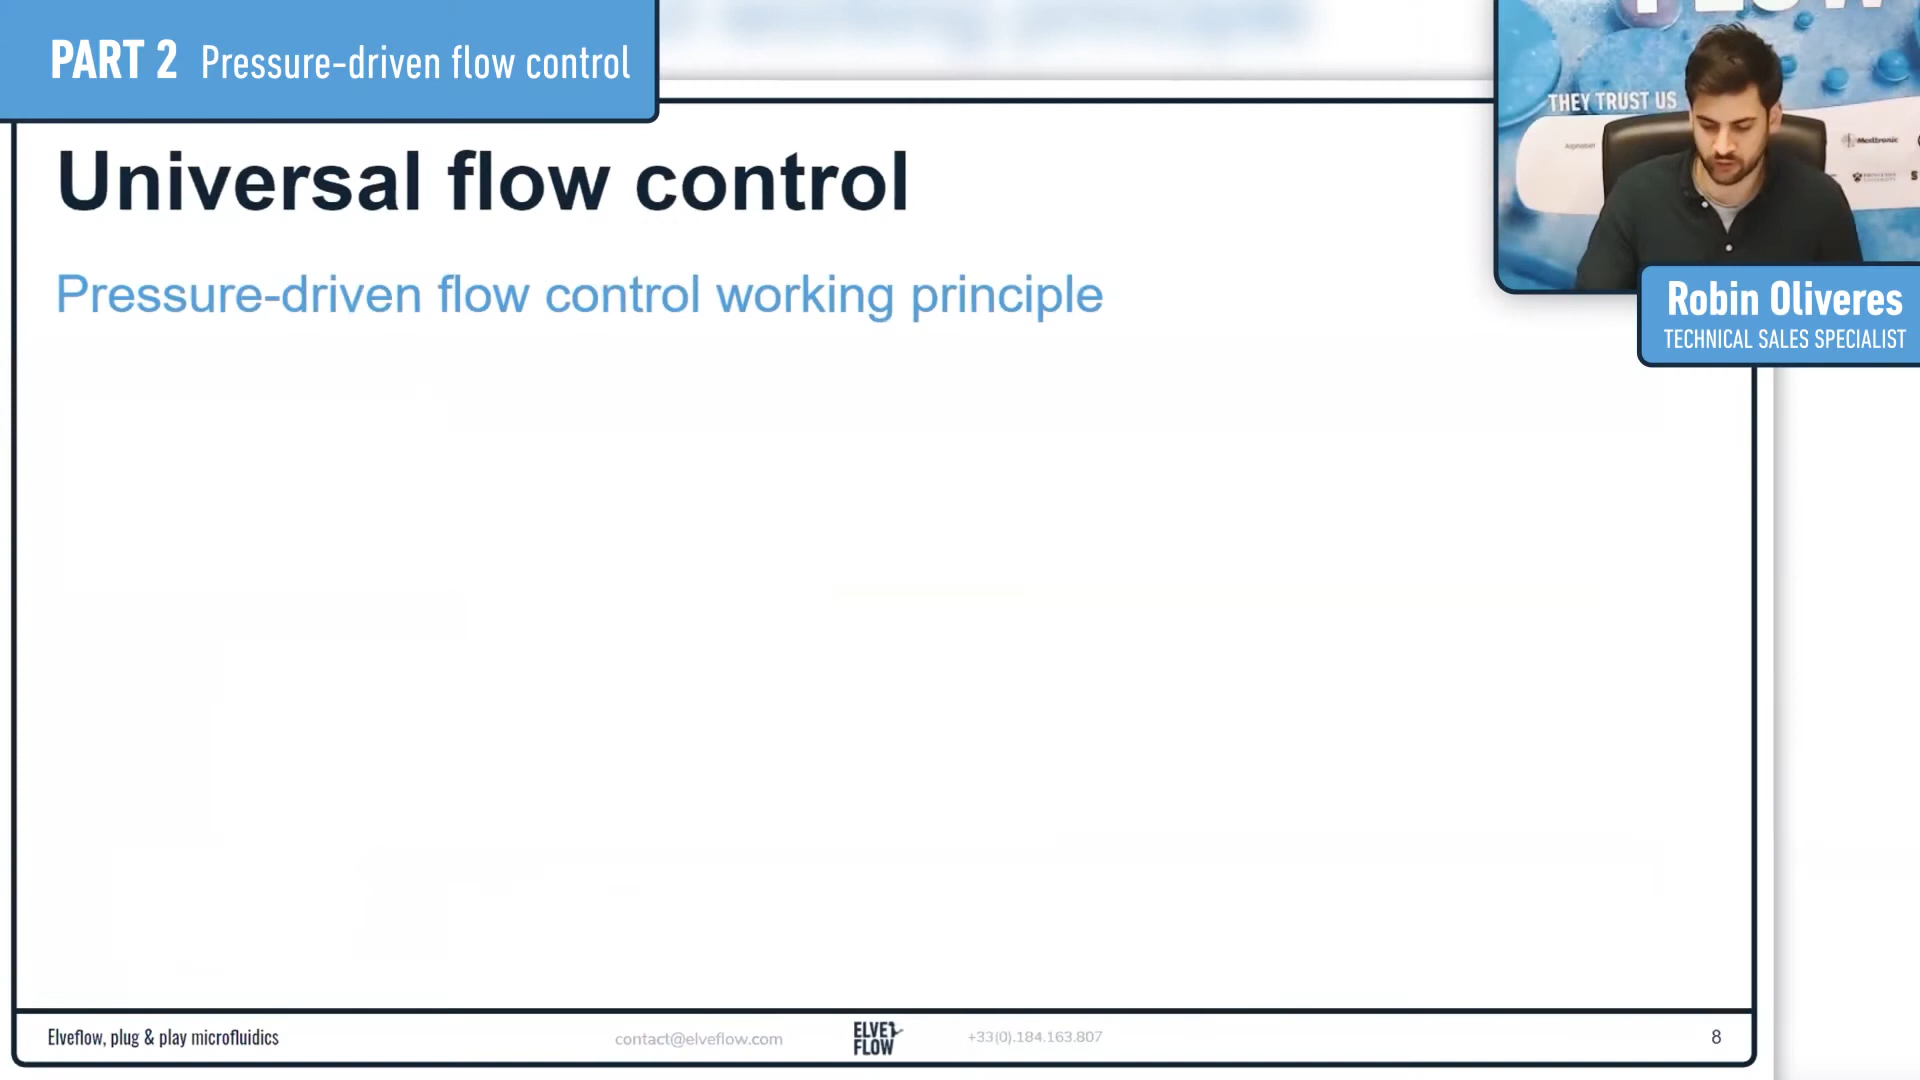 PART 2 Pressure-driven flow control
THEY TRUST US
Alphabet
Medtronic
Robin Oliveres
TECHNICAL SALES SPECIALIST
Universal flow control
Pressure-driven flow control working principle
Elveflow, plug & play microfluidics
contact@elveflow.com
ELVE
FLOW
+33(0).184.163.807
8